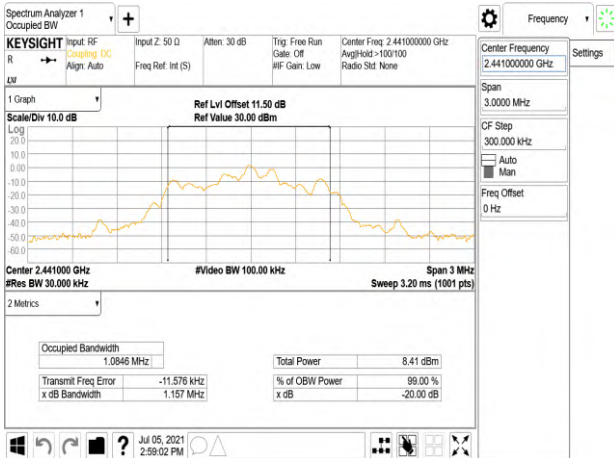 Spectrum Analyzer 1
Occupied BW
+
Frequency
KEYSIGHT
R
LXI
Input: RF
Coupling: DC
Align: Auto
Input Z: 50 Ω
Freq Ref: Int (S)
Atten: 30 dB
Trig: Free Run
Gate: Off
#IF Gain: Low
Center Freq: 2.441000000 GHz
Avg|Hold:>100/100
Radio Std: None
Center Frequency
2.441000000 GHz
Settings
Span
3.0000 MHz
CF Step
300.000 kHz
Auto
Man
Freq Offset
0 Hz
1 Graph
Scale/Div 10.0 dB
Ref Lvl Offset 11.50 dB
Ref Value 30.00 dBm
Log
20.0
10.0
0.00
-10.0
-20.0
-30.0
-40.0
-50.0
-60.0
Center 2.441000 GHz
#Video BW 100.00 kHz
Span 3 MHz
#Res BW 30.000 kHz
Sweep 3.20 ms (1001 pts)
2 Metrics
Occupied Bandwidth
1.0846 MHz
Total Power 8.41 dBm
Transmit Freq Error -11.576 kHz
% of OBW Power 99.00 %
x dB Bandwidth 1.157 MHz
x dB -20.00 dB
?
Jul 05, 2021
2:59:02 PM